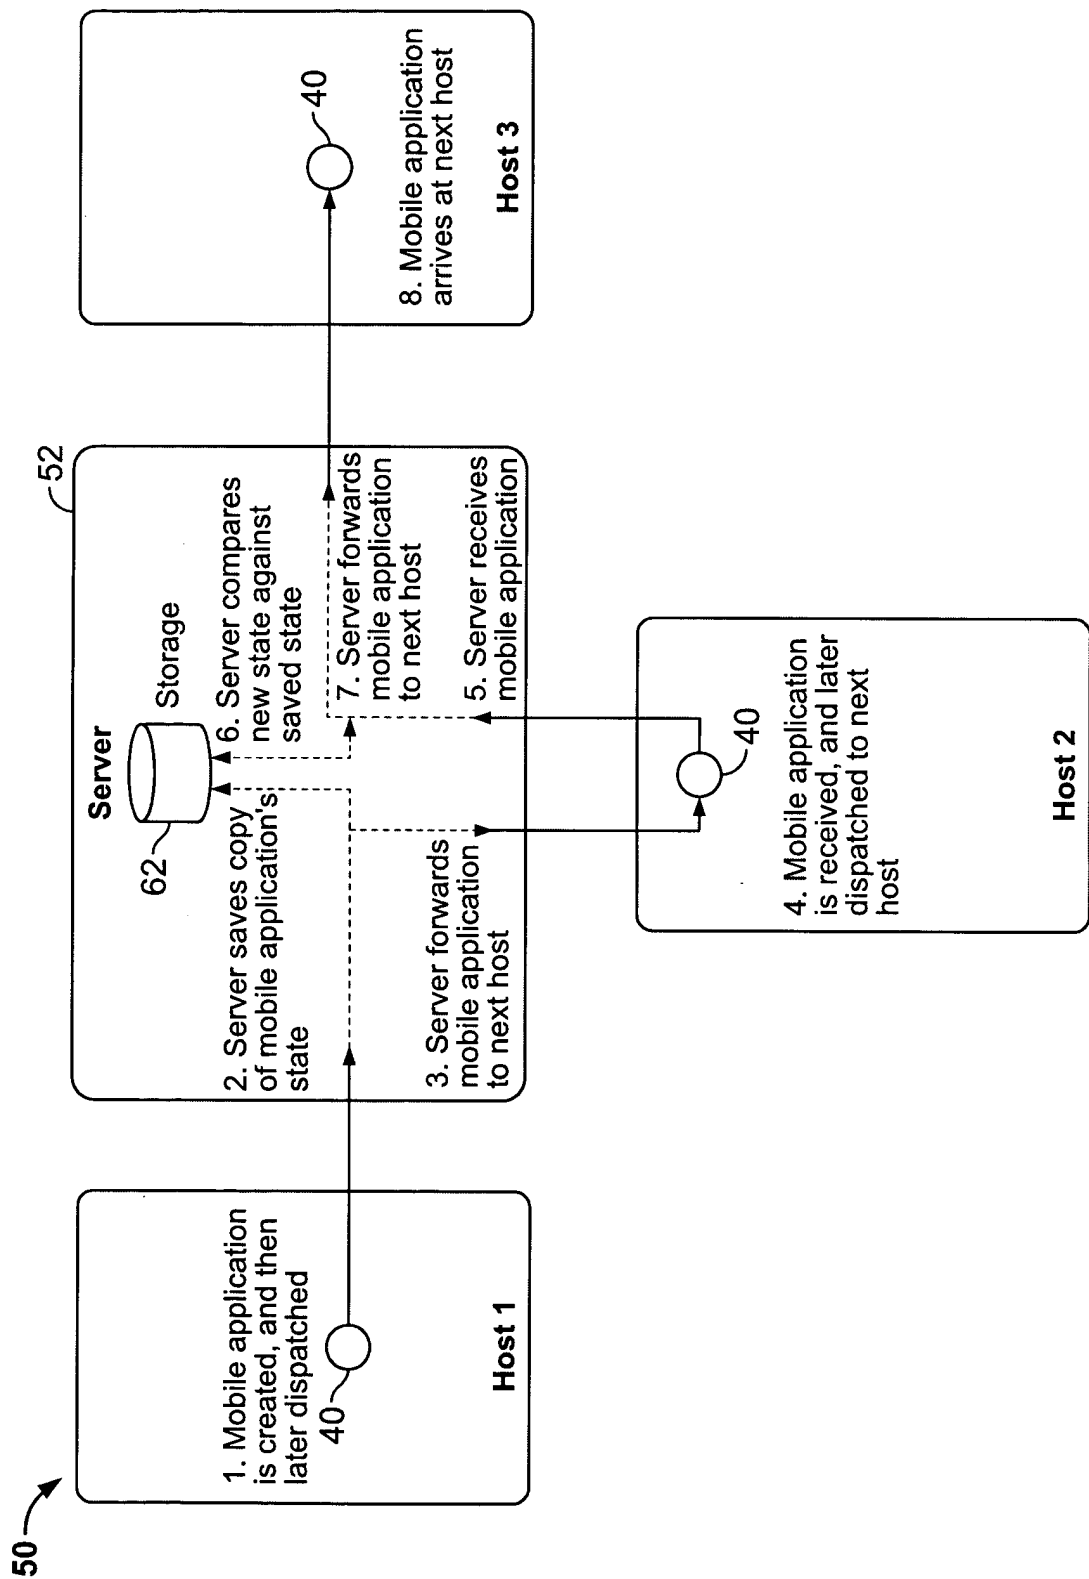 50
1. Mobile application
is created, and then
later dispatched
40
Host 1
52
Server
62
Storage
2. Server saves copy
of mobile application's
state
6. Server compares
new state against
saved state
3. Server forwards
mobile application
to next host
7. Server forwards
mobile application
to next host
5. Server receives
mobile application
40
4. Mobile application
is received, and later
dispatched to next
host
Host 2
40
8. Mobile application
arrives at next host
Host 3